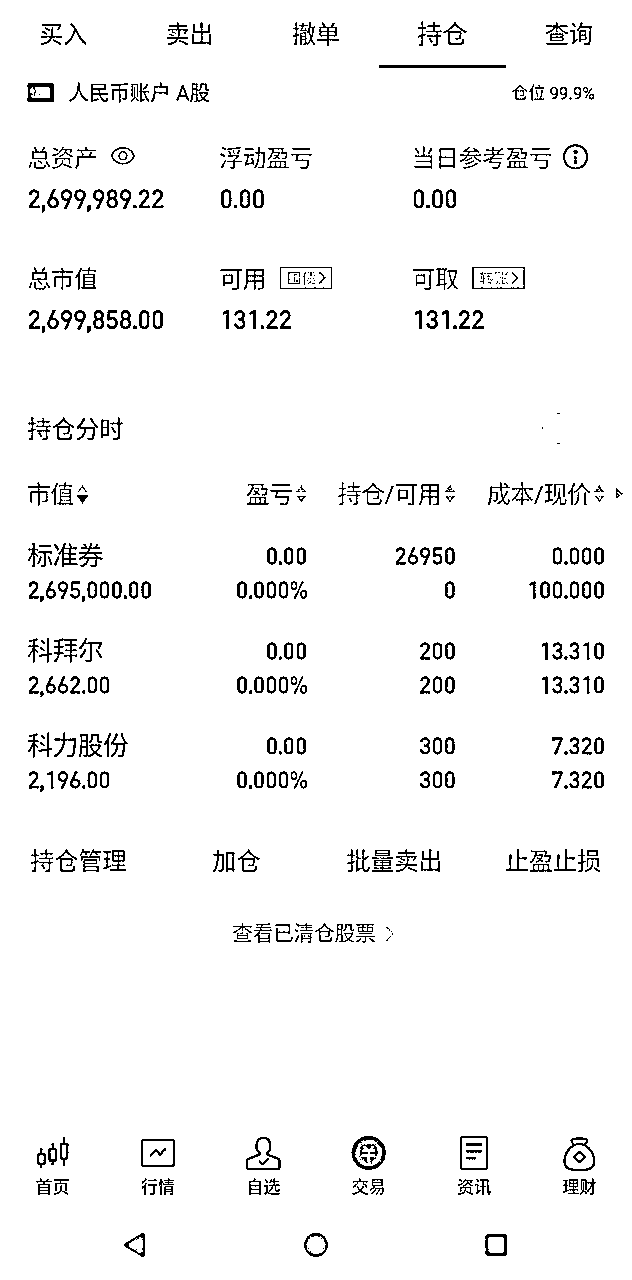 买入 卖出 撤单 持仓 查询
人民币账户 A股 仓位 99.9%
总资产 浮动盈亏 当日参考盈亏
2,699,989.22 0.00 0.00
总市值 可用 国债> 可取 转账>
2,699,858.00 131.22 131.22
持仓分时
市值 盈亏 持仓/可用 成本/现价
标准券 0.00 26950 0.000
2,695,000.00 0.000% 0 100.000
科拜尔 0.00 200 13.310
2,662.00 0.000% 200 13.310
科力股份 0.00 300 7.320
2,196.00 0.000% 300 7.320
持仓管理 加仓 批量卖出 止盈止损
查看已清仓股票 >
首页 行情 自选 交易 资讯 理财